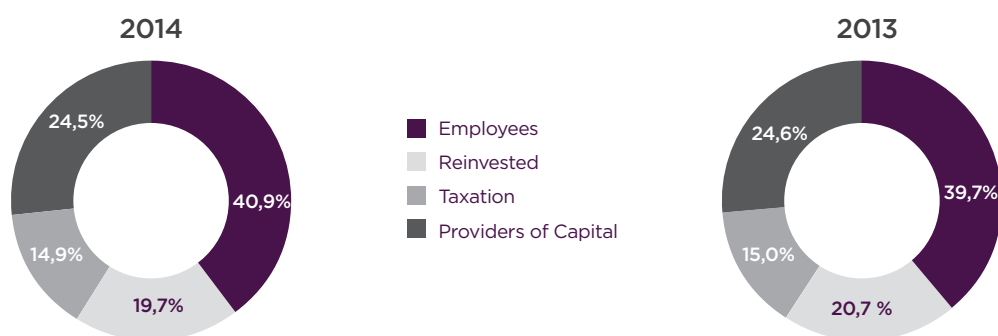 2014
24,5%
40,9%
14,9%
19,7%
Employees
Reinvested
Taxation
Providers of Capital
2013
24,6%
39,7%
15,0%
20,7 %